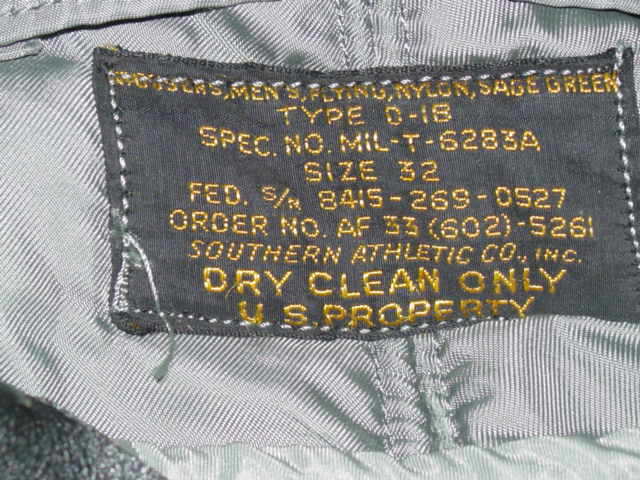 TROUSERS, MEN'S, FLYING, NYLON, SAGE GREEN
TYPE D-1B
SPEC. NO. MIL-T-6283A
SIZE 32
FED. S/N 8415-269-0527
ORDER NO. AF 33 (602)-5261
SOUTHERN ATHLETIC CO., INC.
DRY CLEAN ONLY
U.S. PROPERTY